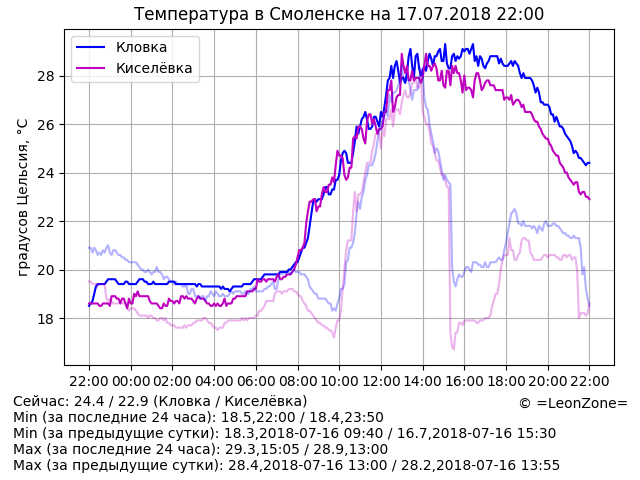 Температура в Смоленске на 17.07.2018 22:00
Кловка
Киселёвка
градусов Цельсия, °C
28
26
24
22
20
18
22:00 00:00 02:00 04:00 06:00 08:00 10:00 12:00 14:00 16:00 18:00 20:00 22:00
Сейчас: 24.4 / 22.9 (Кловка / Киселёвка)
© =LeonZone=
Min (за последние 24 часа): 18.5,22:00 / 18.4,23:50
Min (за предыдущие сутки): 18.3,2018-07-16 09:40 / 16.7,2018-07-16 15:30
Max (за последние 24 часа): 29.3,15:05 / 28.9,13:00
Max (за предыдущие сутки): 28.4,2018-07-16 13:00 / 28.2,2018-07-16 13:55